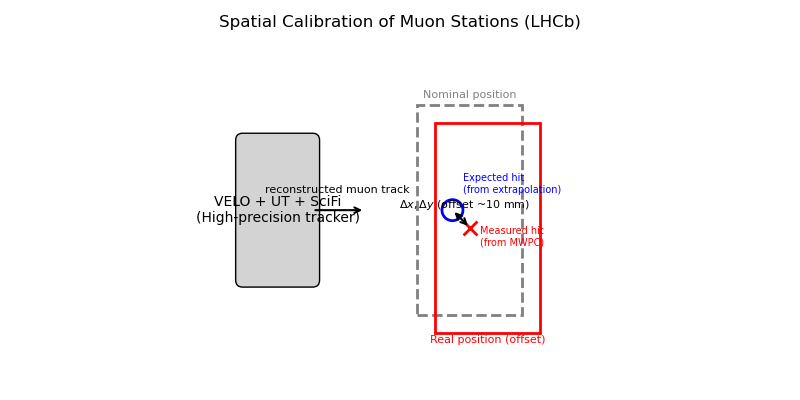 Spatial Calibration of Muon Stations (LHCb)
Nominal position
Expected hit
(from extrapolation)
reconstructed muon track
VELO + UT + SciFi
(High-precision tracker)
Δx, Δy (offset ~10 mm)
Measured hit
(from MWPC)
Real position (offset)